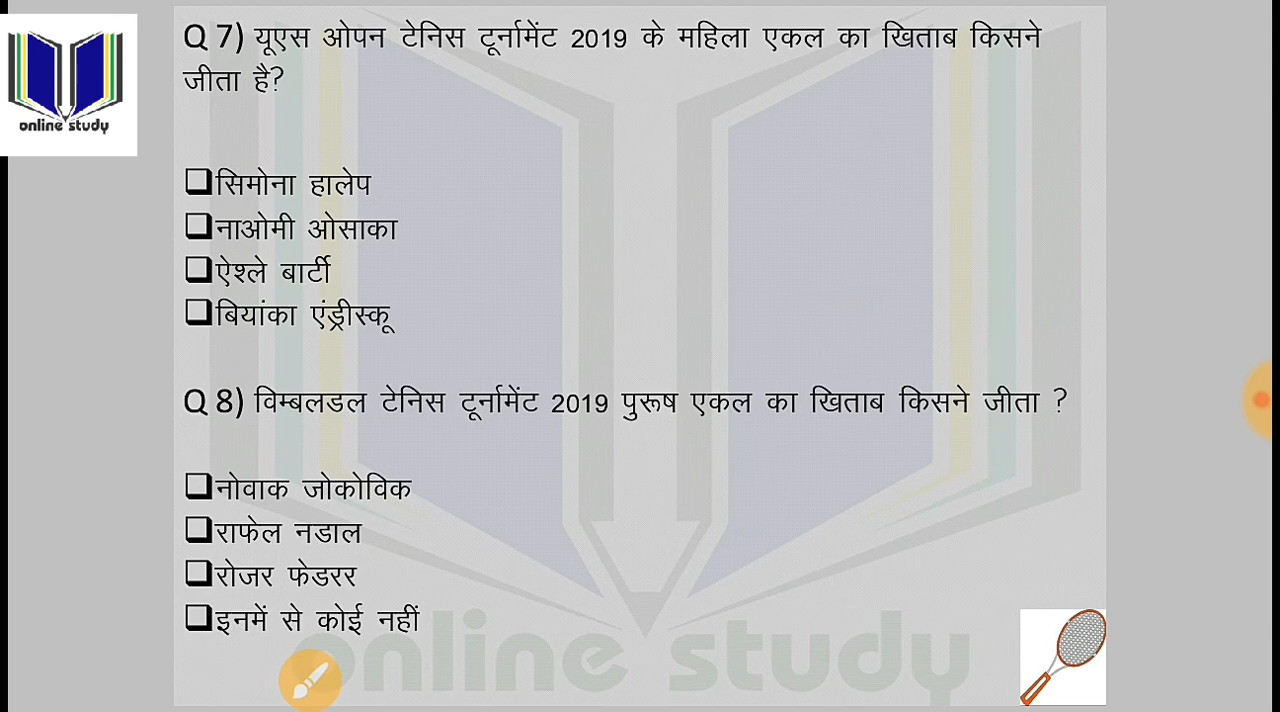 Q 7) यूएस ओपन टेनिस टूर्नामेंट 2019 के महिला एकल का खिताब किसने
जीता है?
online study
❑सिमोना हालेप
❑नाओमी ओसाका
❑ऐश्ले बार्टी
❑बियांका एंड्रीस्कू
Q 8) विम्बलडल टेनिस टूर्नामेंट 2019 पुरूष एकल का खिताब किसने जीता ?
❑नोवाक जोकोविक
❑राफेल नडाल
❑रोजर फेडरर
❑इनमें से कोई नहीं
online study